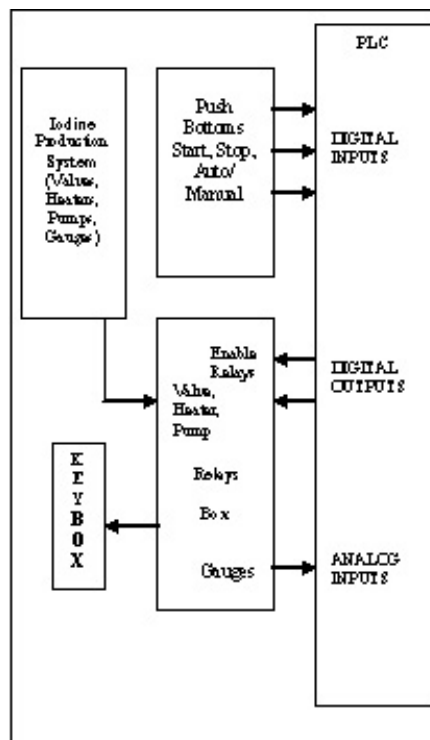 PLC
Iodine
Production
System
(Values,
Heaters,
Pumps,
Gauges)
Push
Bottoms
Start, Stop,
Auto/
Manual
DIGITAL
INPUTS
Enable
Relays
Value,
Heater,
Pump
Relays
Box
Gauges
DIGITAL
OUTPUTS
KEYBOX
ANALOG
INPUTS